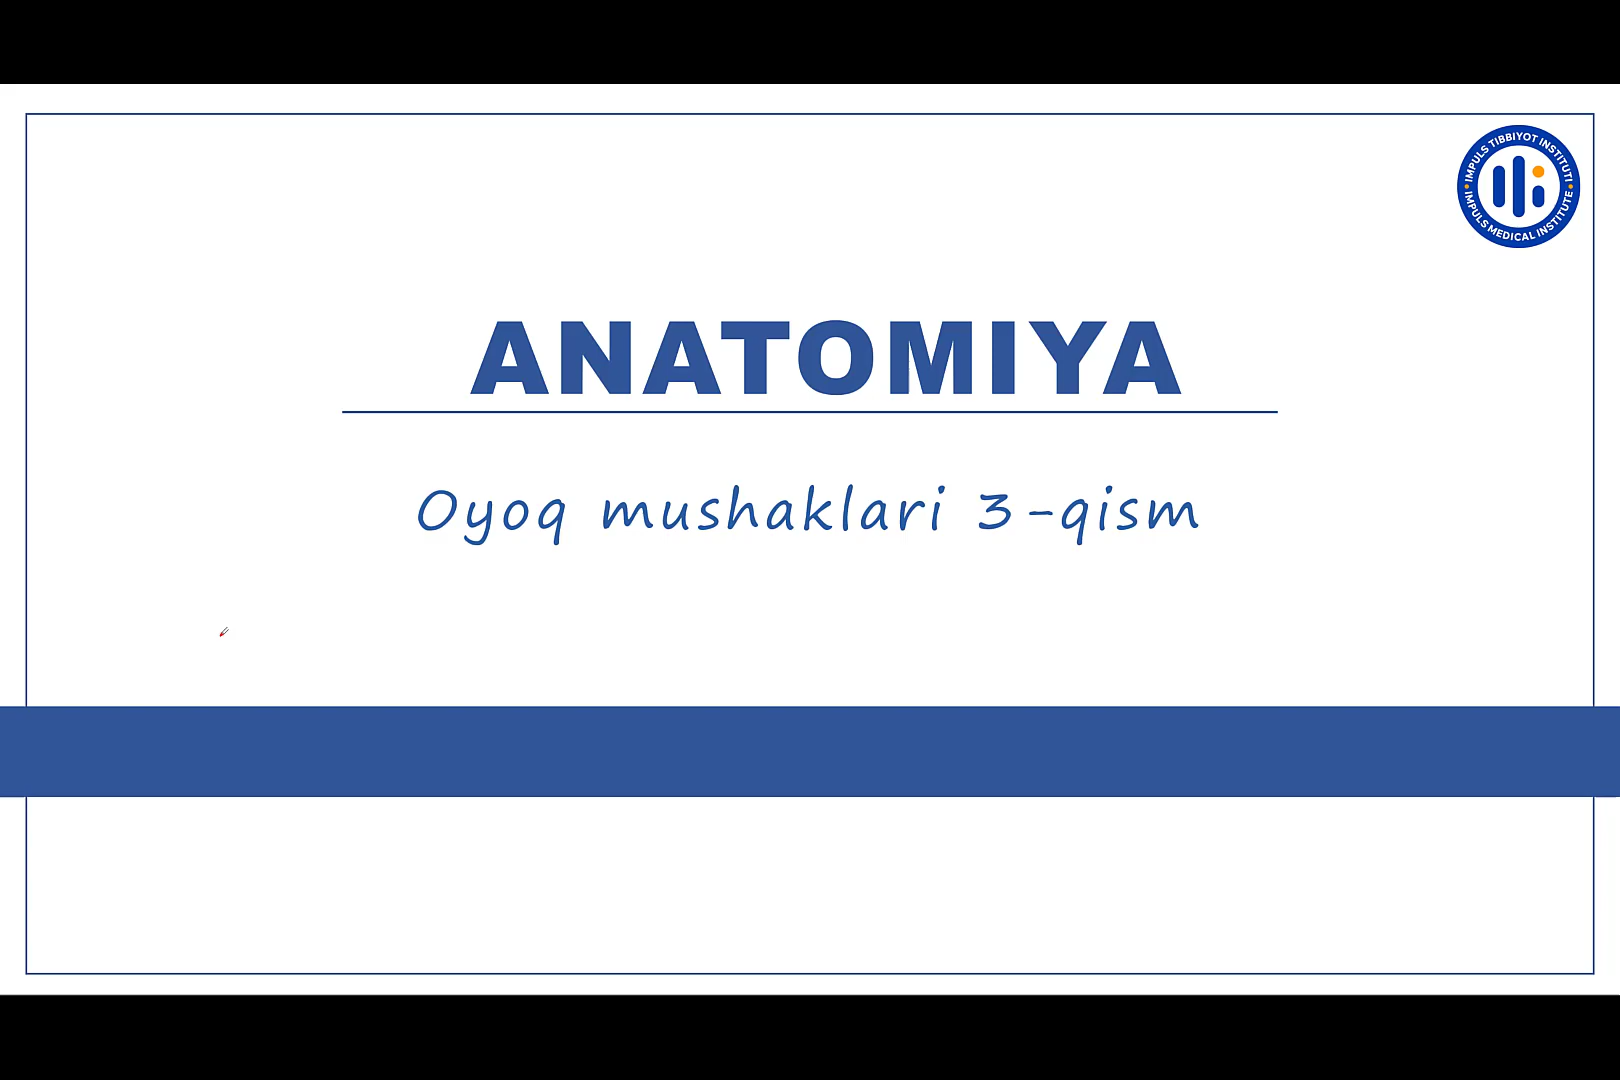 IMPULS TIBBIYOT INSTITUTI
IMPULS MEDICAL INSTITUTE
ANATOMIYA
Oyoq mushaklari 3-qism